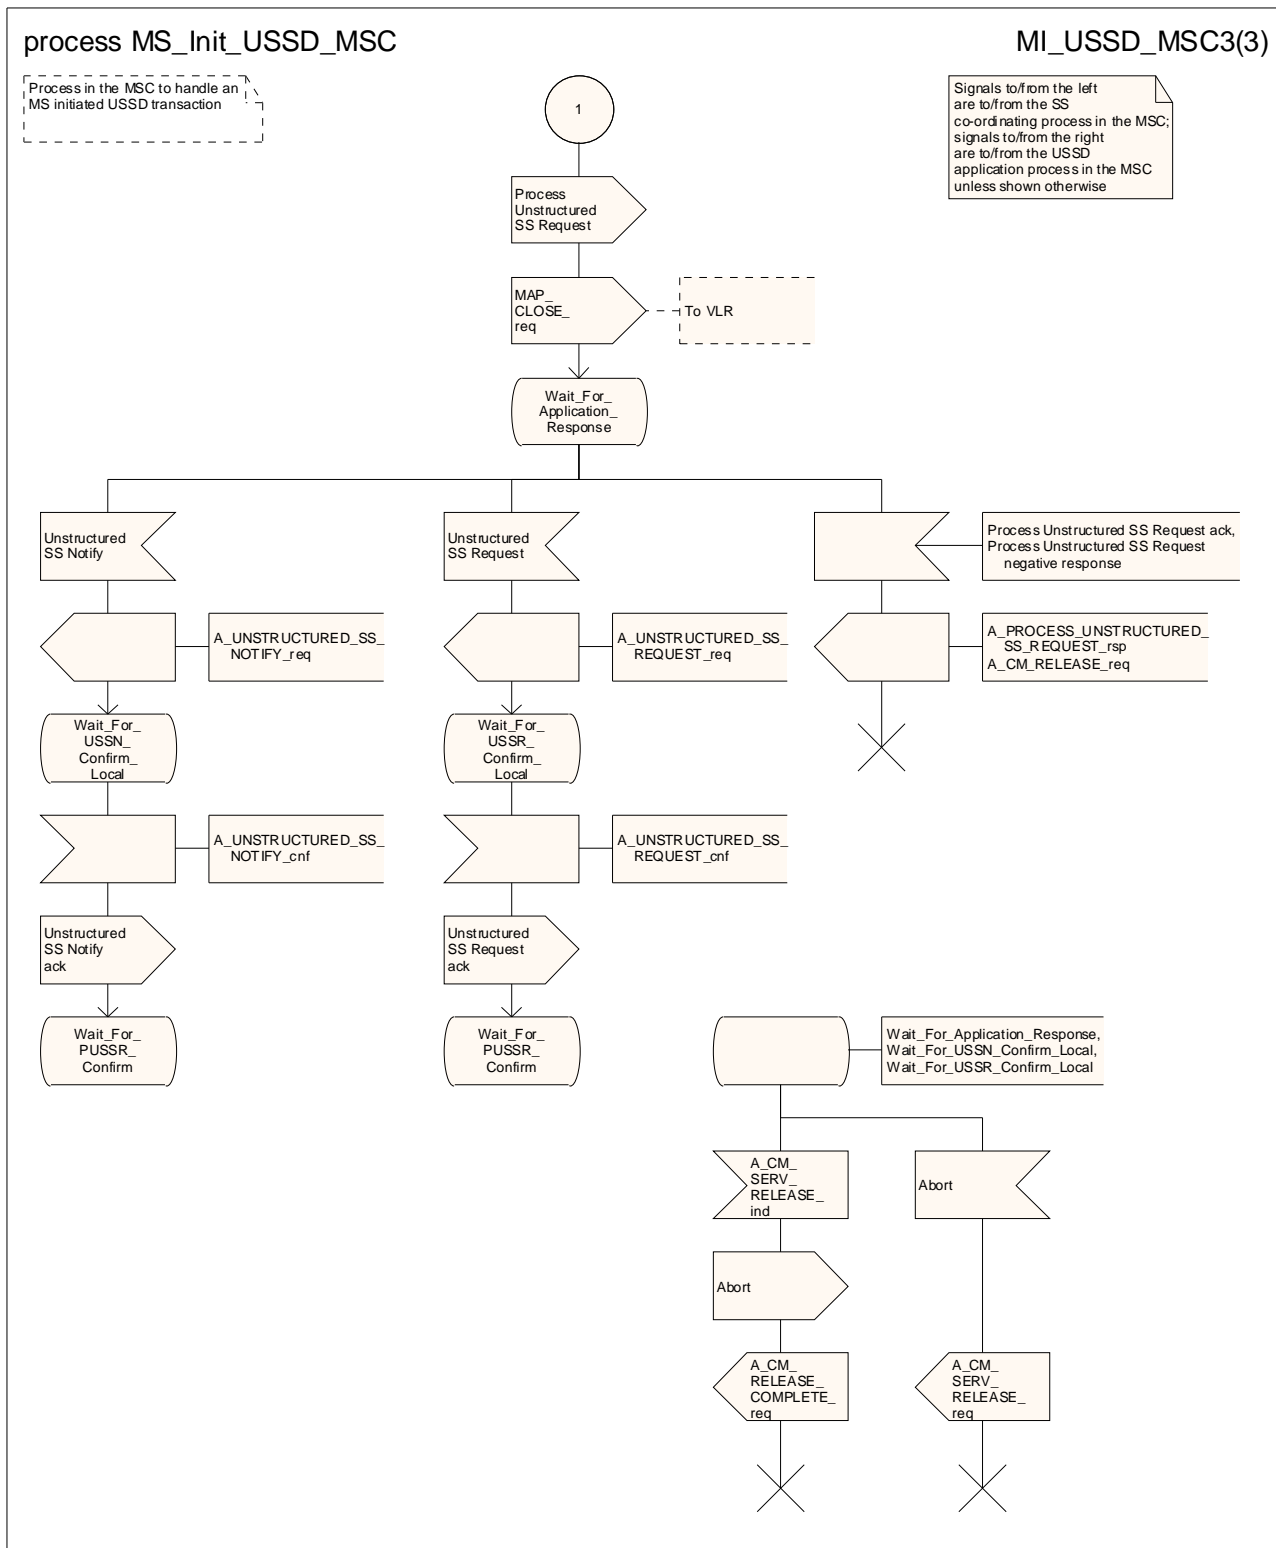 process MS_Init_USSD_MSC
MI_USSD_MSC3(3)
Process in the MSC to handle an
MS initiated USSD transaction
1
Signals to/from the left
are to/from the SS
co-ordinating process in the MSC;
signals to/from the right
are to/from the USSD
application process in the MSC
unless shown otherwise
Process
Unstructured
SS Request
MAP_
CLOSE_
req
To VLR
Wait_For_
Application_
Response
Unstructured
SS Notify
Unstructured
SS Request
Process Unstructured SS Request ack,
Process Unstructured SS Request
negative response
A_UNSTRUCTURED_SS_
NOTIFY_req
A_UNSTRUCTURED_SS_
REQUEST_req
A_PROCESS_UNSTRUCTURED_
SS_REQUEST_rsp
A_CM_RELEASE_req
Wait_For_
USSN_
Confirm_
Local
Wait_For_
USSR_
Confirm_
Local
A_UNSTRUCTURED_SS_
NOTIFY_cnf
A_UNSTRUCTURED_SS_
REQUEST_cnf
Unstructured
SS Notify
ack
Unstructured
SS Request
ack
Wait_For_
PUSSR_
Confirm
Wait_For_
PUSSR_
Confirm
Wait_For_Application_Response,
Wait_For_USSN_Confirm_Local,
Wait_For_USSR_Confirm_Local
A_CM_
SERV_
RELEASE_
ind
Abort
Abort
A_CM_
RELEASE_
COMPLETE_
req
A_CM_
SERV_
RELEASE_
req